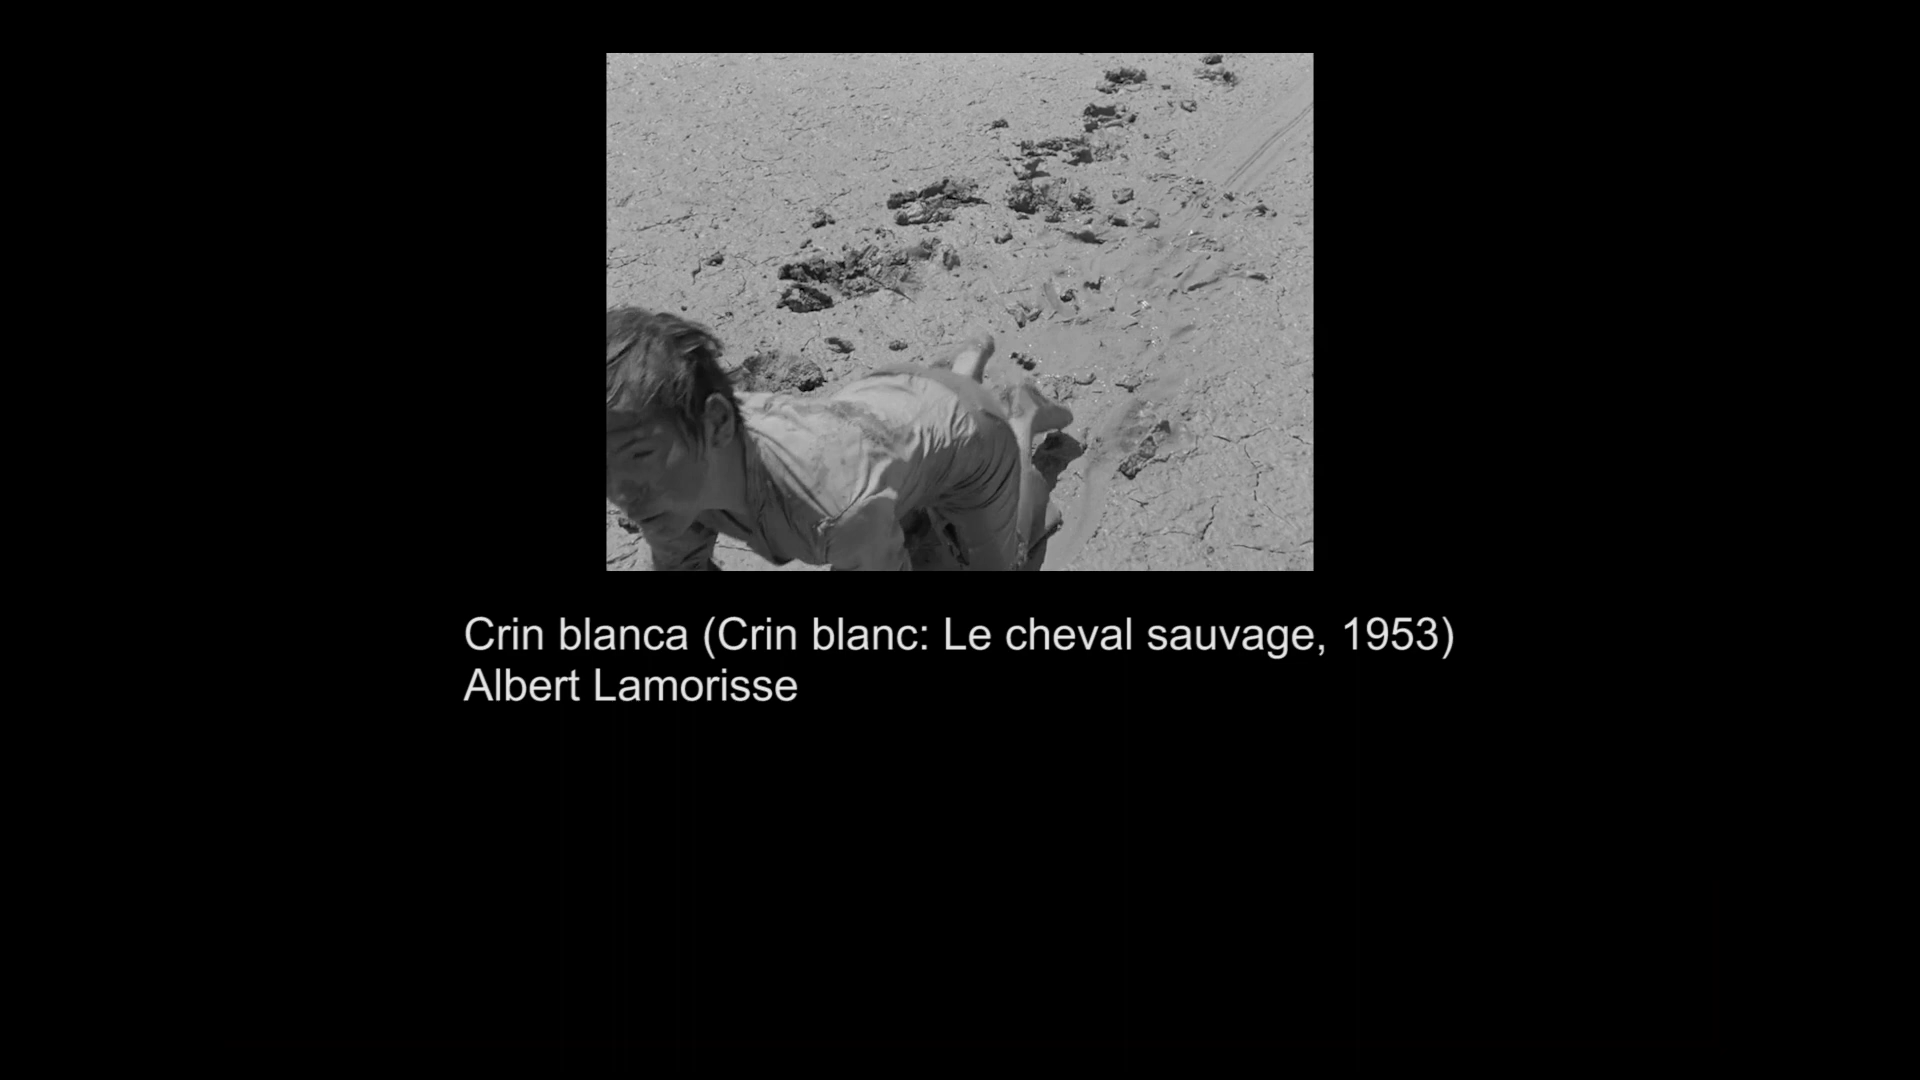 Crin blanca (Crin blanc: Le cheval sauvage, 1953)
Albert Lamorisse